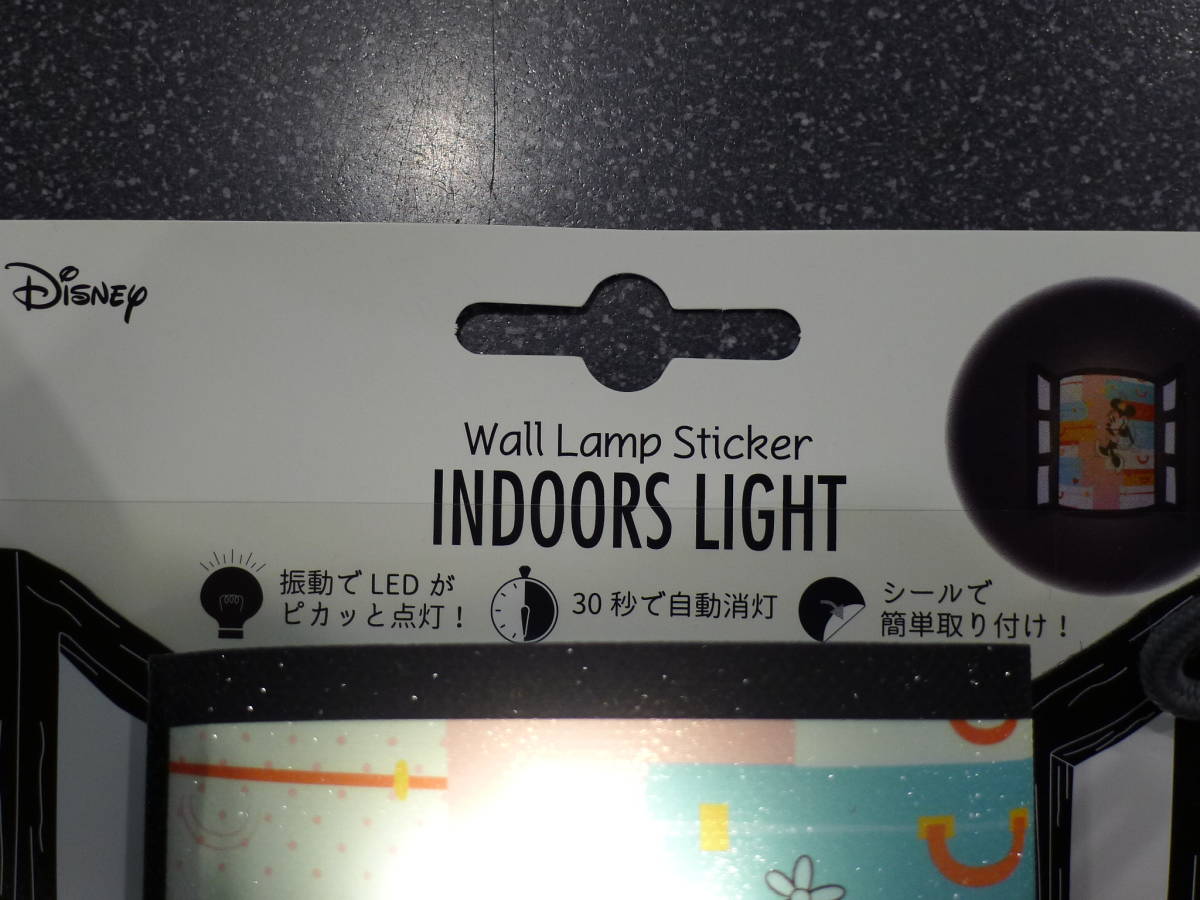 Disney
Wall Lamp Sticker
INDOORS LIGHT
振動でLEDが
ピカッと点灯！
30秒で自動消灯
シールで
簡単取り付け！